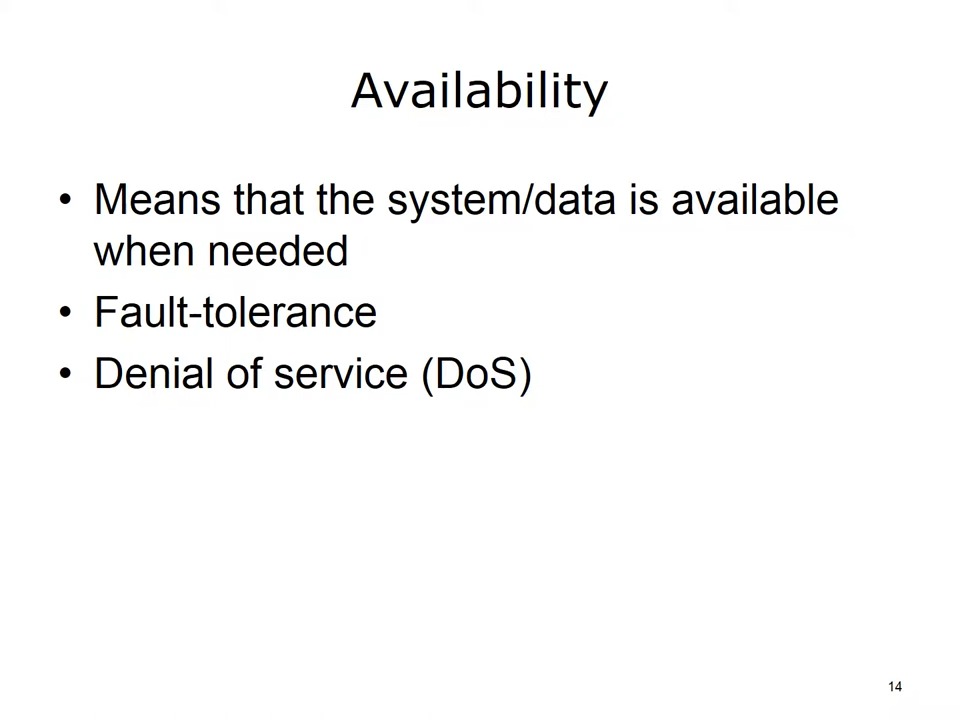 Availability
• Means that the system/data is available
when needed
• Fault-tolerance
• Denial of service (DoS)
14